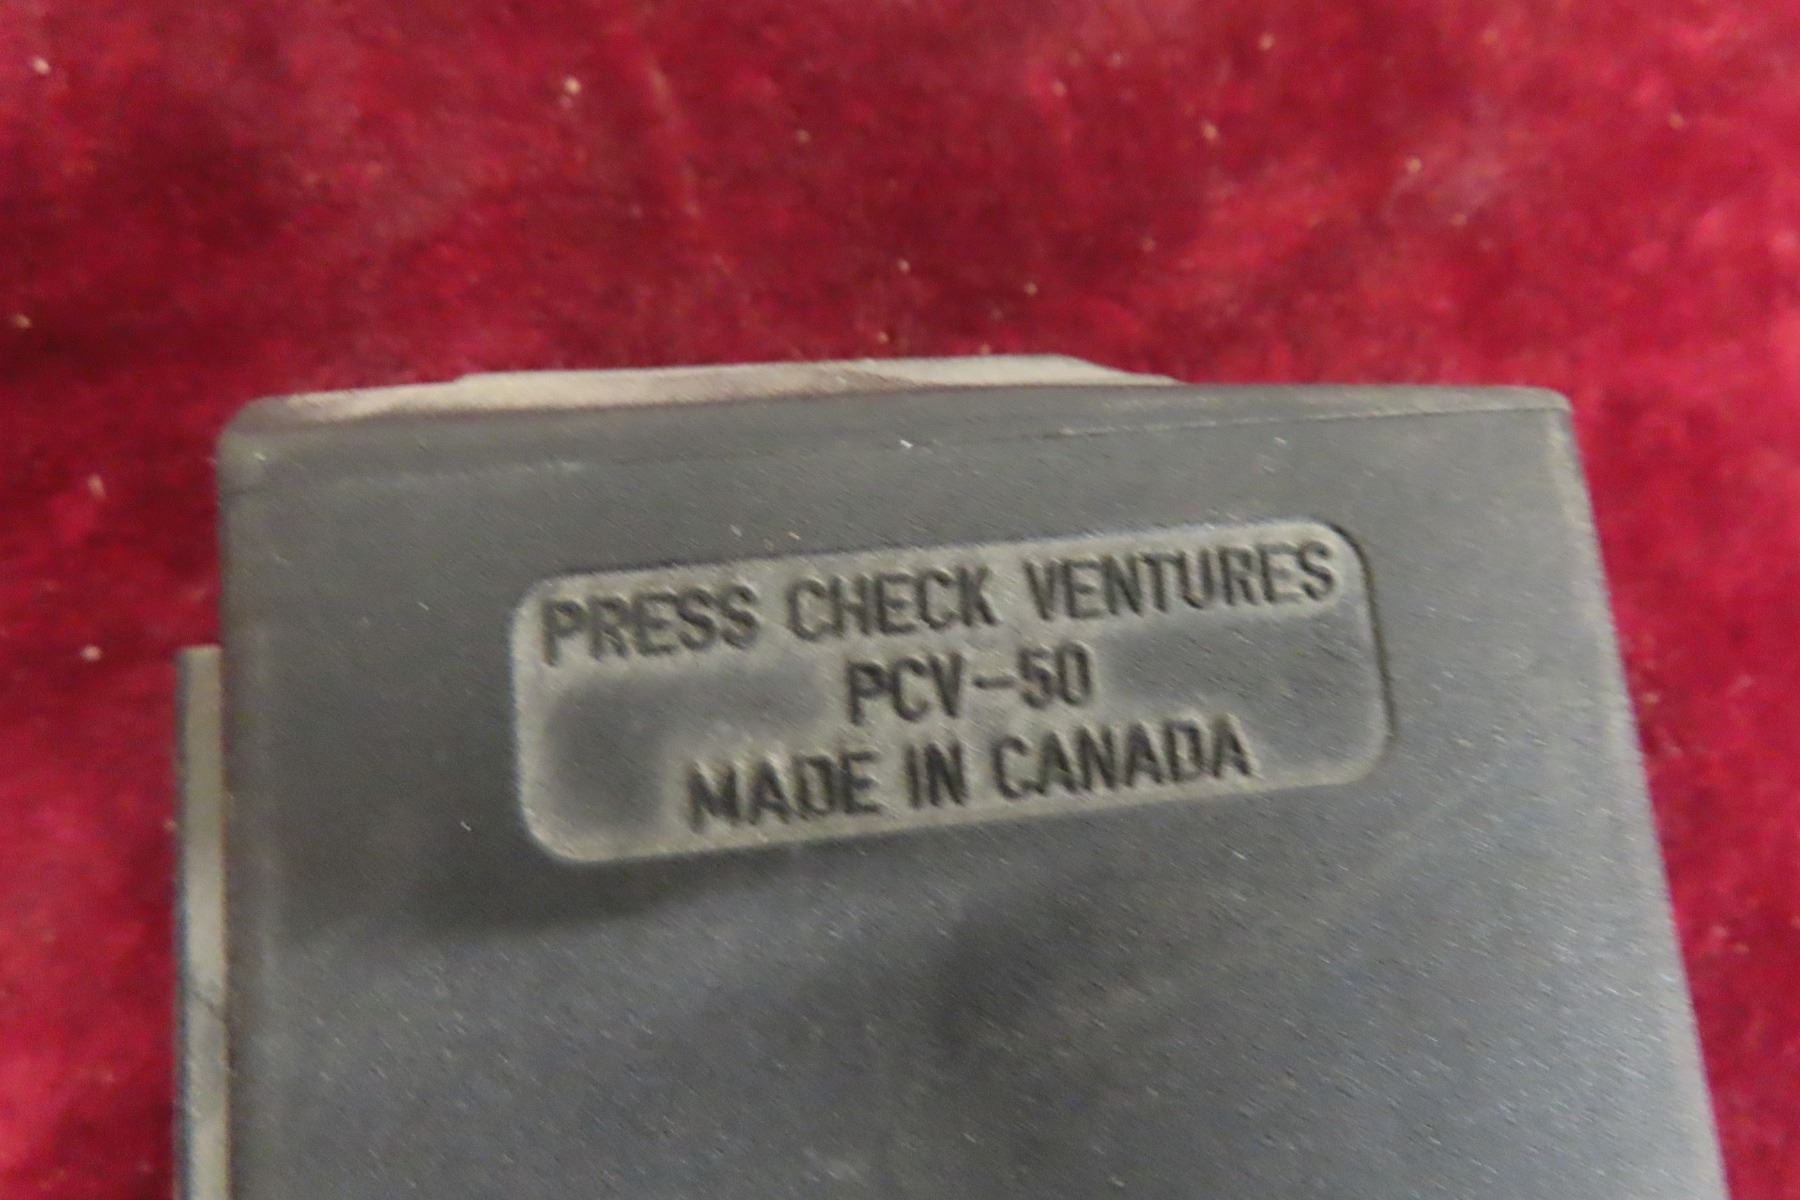 PRESS CHECK VENTURES
PCV-50
MADE IN CANADA